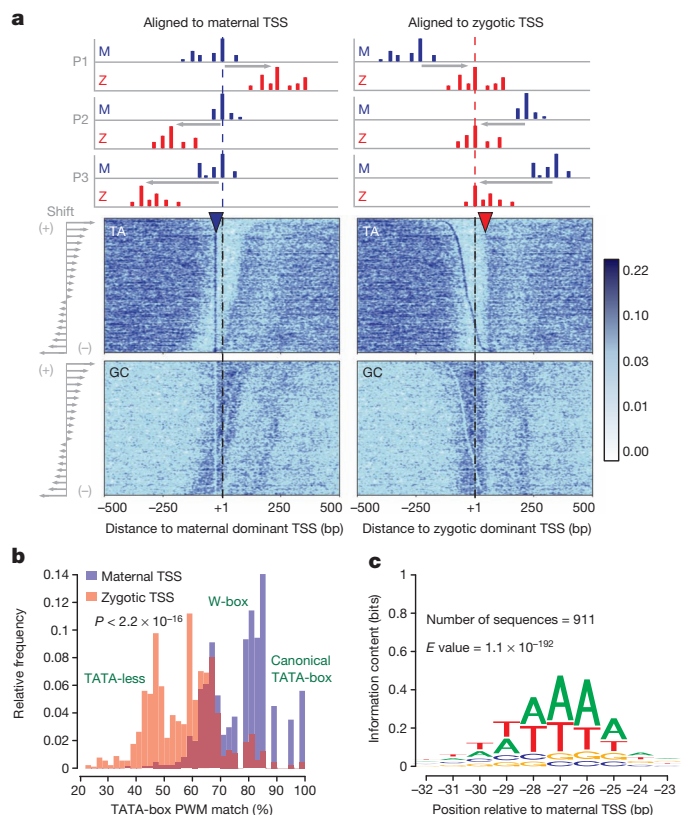 a
Aligned to maternal TSS
Aligned to zygotic TSS
P1
M
Z
M
Z
P2
M
Z
M
Z
P3
M
Z
M
Z
Shift
(+)
(–)
TA
TA
(+)
(–)
GC
GC
0.22
0.10
0.03
0.01
0.00
−500
−250
+1
250
500
−500
−250
+1
250
500
Distance to maternal dominant TSS (bp)
Distance to zygotic dominant TSS (bp)
b
Maternal TSS
Zygotic TSS
P < 2.2 × 10−16
W-box
TATA-less
Canonical
TATA-box
Relative frequency
0.14
0.12
0.1
0.08
0.06
0.04
0.02
0
20
30
40
50
60
70
80
90
100
TATA-box PWM match (%)
c
Number of sequences = 911
E value = 1.1 × 10−192
Information content (bits)
1
0.8
0.6
0.4
0.2
0
−32
−31
−30
−29
−28
−27
−26
−25
−24
−23
Position relative to maternal TSS (bp)